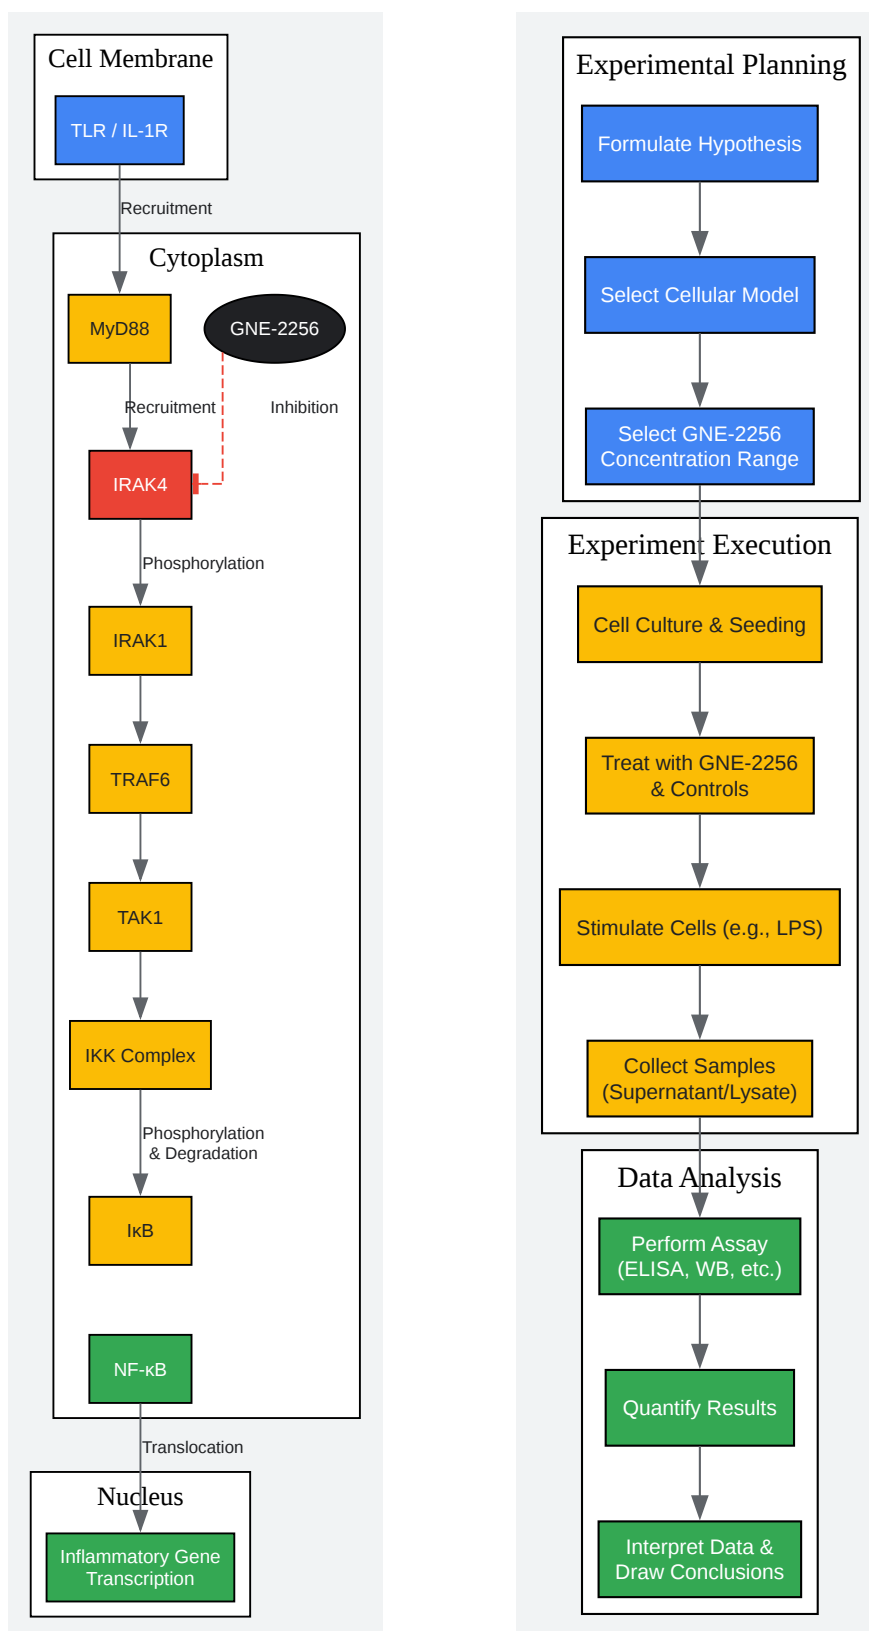 Cell Membrane
TLR / IL-1R
Recruitment
Cytoplasm
MyD88
GNE-2256
Recruitment
Inhibition
IRAK4
Phosphorylation
IRAK1
TRAF6
TAK1
IKK Complex
Phosphorylation
& Degradation
IκB
NF-κB
Translocation
Nucleus
Inflammatory Gene
Transcription
Experimental Planning
Formulate Hypothesis
Select Cellular Model
Select GNE-2256
Concentration Range
Experiment Execution
Cell Culture & Seeding
Treat with GNE-2256
& Controls
Stimulate Cells (e.g., LPS)
Collect Samples
(Supernatant/Lysate)
Data Analysis
Perform Assay
(ELISA, WB, etc.)
Quantify Results
Interpret Data &
Draw Conclusions